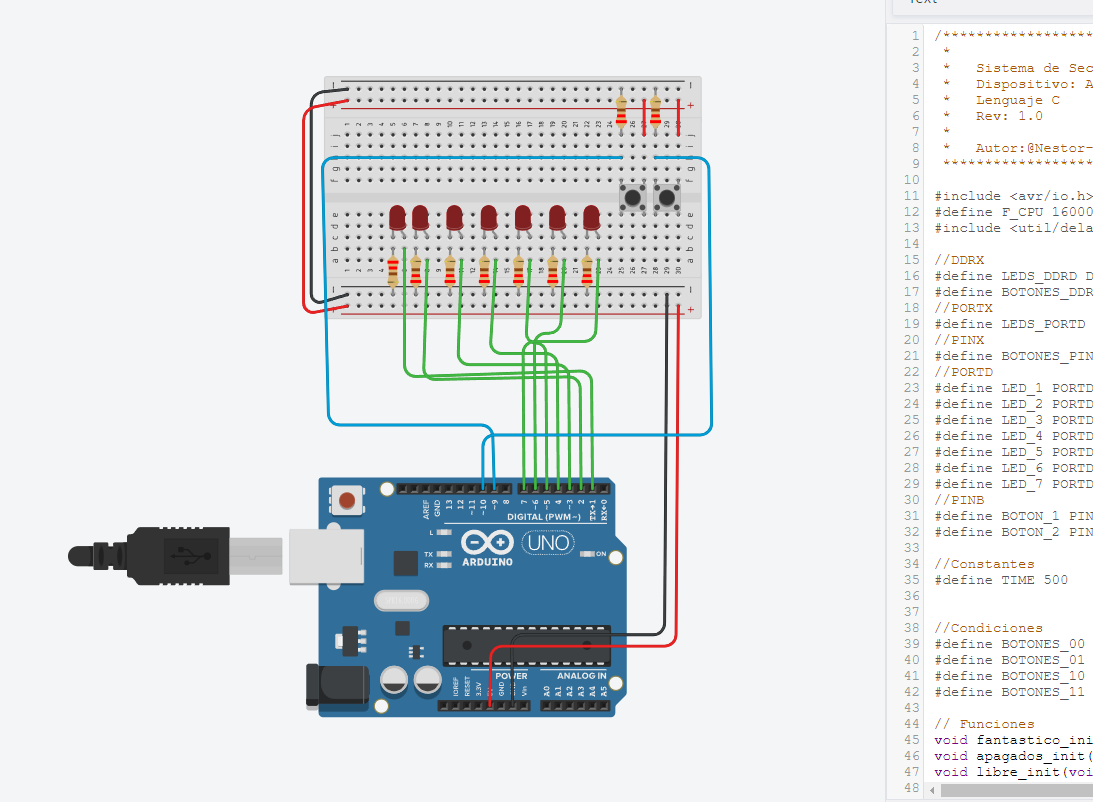 Text
1 /*******************
2 *
3 * Sistema de Sec
4 * Dispositivo: A
5 * Lenguaje C
6 * Rev: 1.0
7 *
8 * Autor:@Nestor-
9 *******************
10
11 #include <avr/io.h>
12 #define F_CPU 16000
13 #include <util/dela
14
15 //DDRX
16 #define LEDS_DDRD D
17 #define BOTONES_DDR
18 //PORTX
19 #define LEDS_PORTD
20 //PINX
21 #define BOTONES_PIN
22 //PORTD
23 #define LED_1 PORTD
24 #define LED_2 PORTD
25 #define LED_3 PORTD
26 #define LED_4 PORTD
27 #define LED_5 PORTD
28 #define LED_6 PORTD
29 #define LED_7 PORTD
30 //PINB
31 #define BOTON_1 PIN
32 #define BOTON_2 PIN
33
34 //Constantes
35 #define TIME 500
36
37
38 //Condiciones
39 #define BOTONES_00
40 #define BOTONES_01
41 #define BOTONES_10
42 #define BOTONES_11
43
44 // Funciones
45 void fantastico_ini
46 void apagados_init(
47 void libre_init(voi
48
AREF GND 13 12 ~11 ~10 ~9 8 7 ~6 ~5 4 ~3 2 TX→1 RX←0
DIGITAL (PWM~)
L
TX
RX
UNO
ARDUINO
ON
POWER
ANALOG IN
IOREF RESET 3.3V GND Vin A0 A1 A2 A3 A4 A5